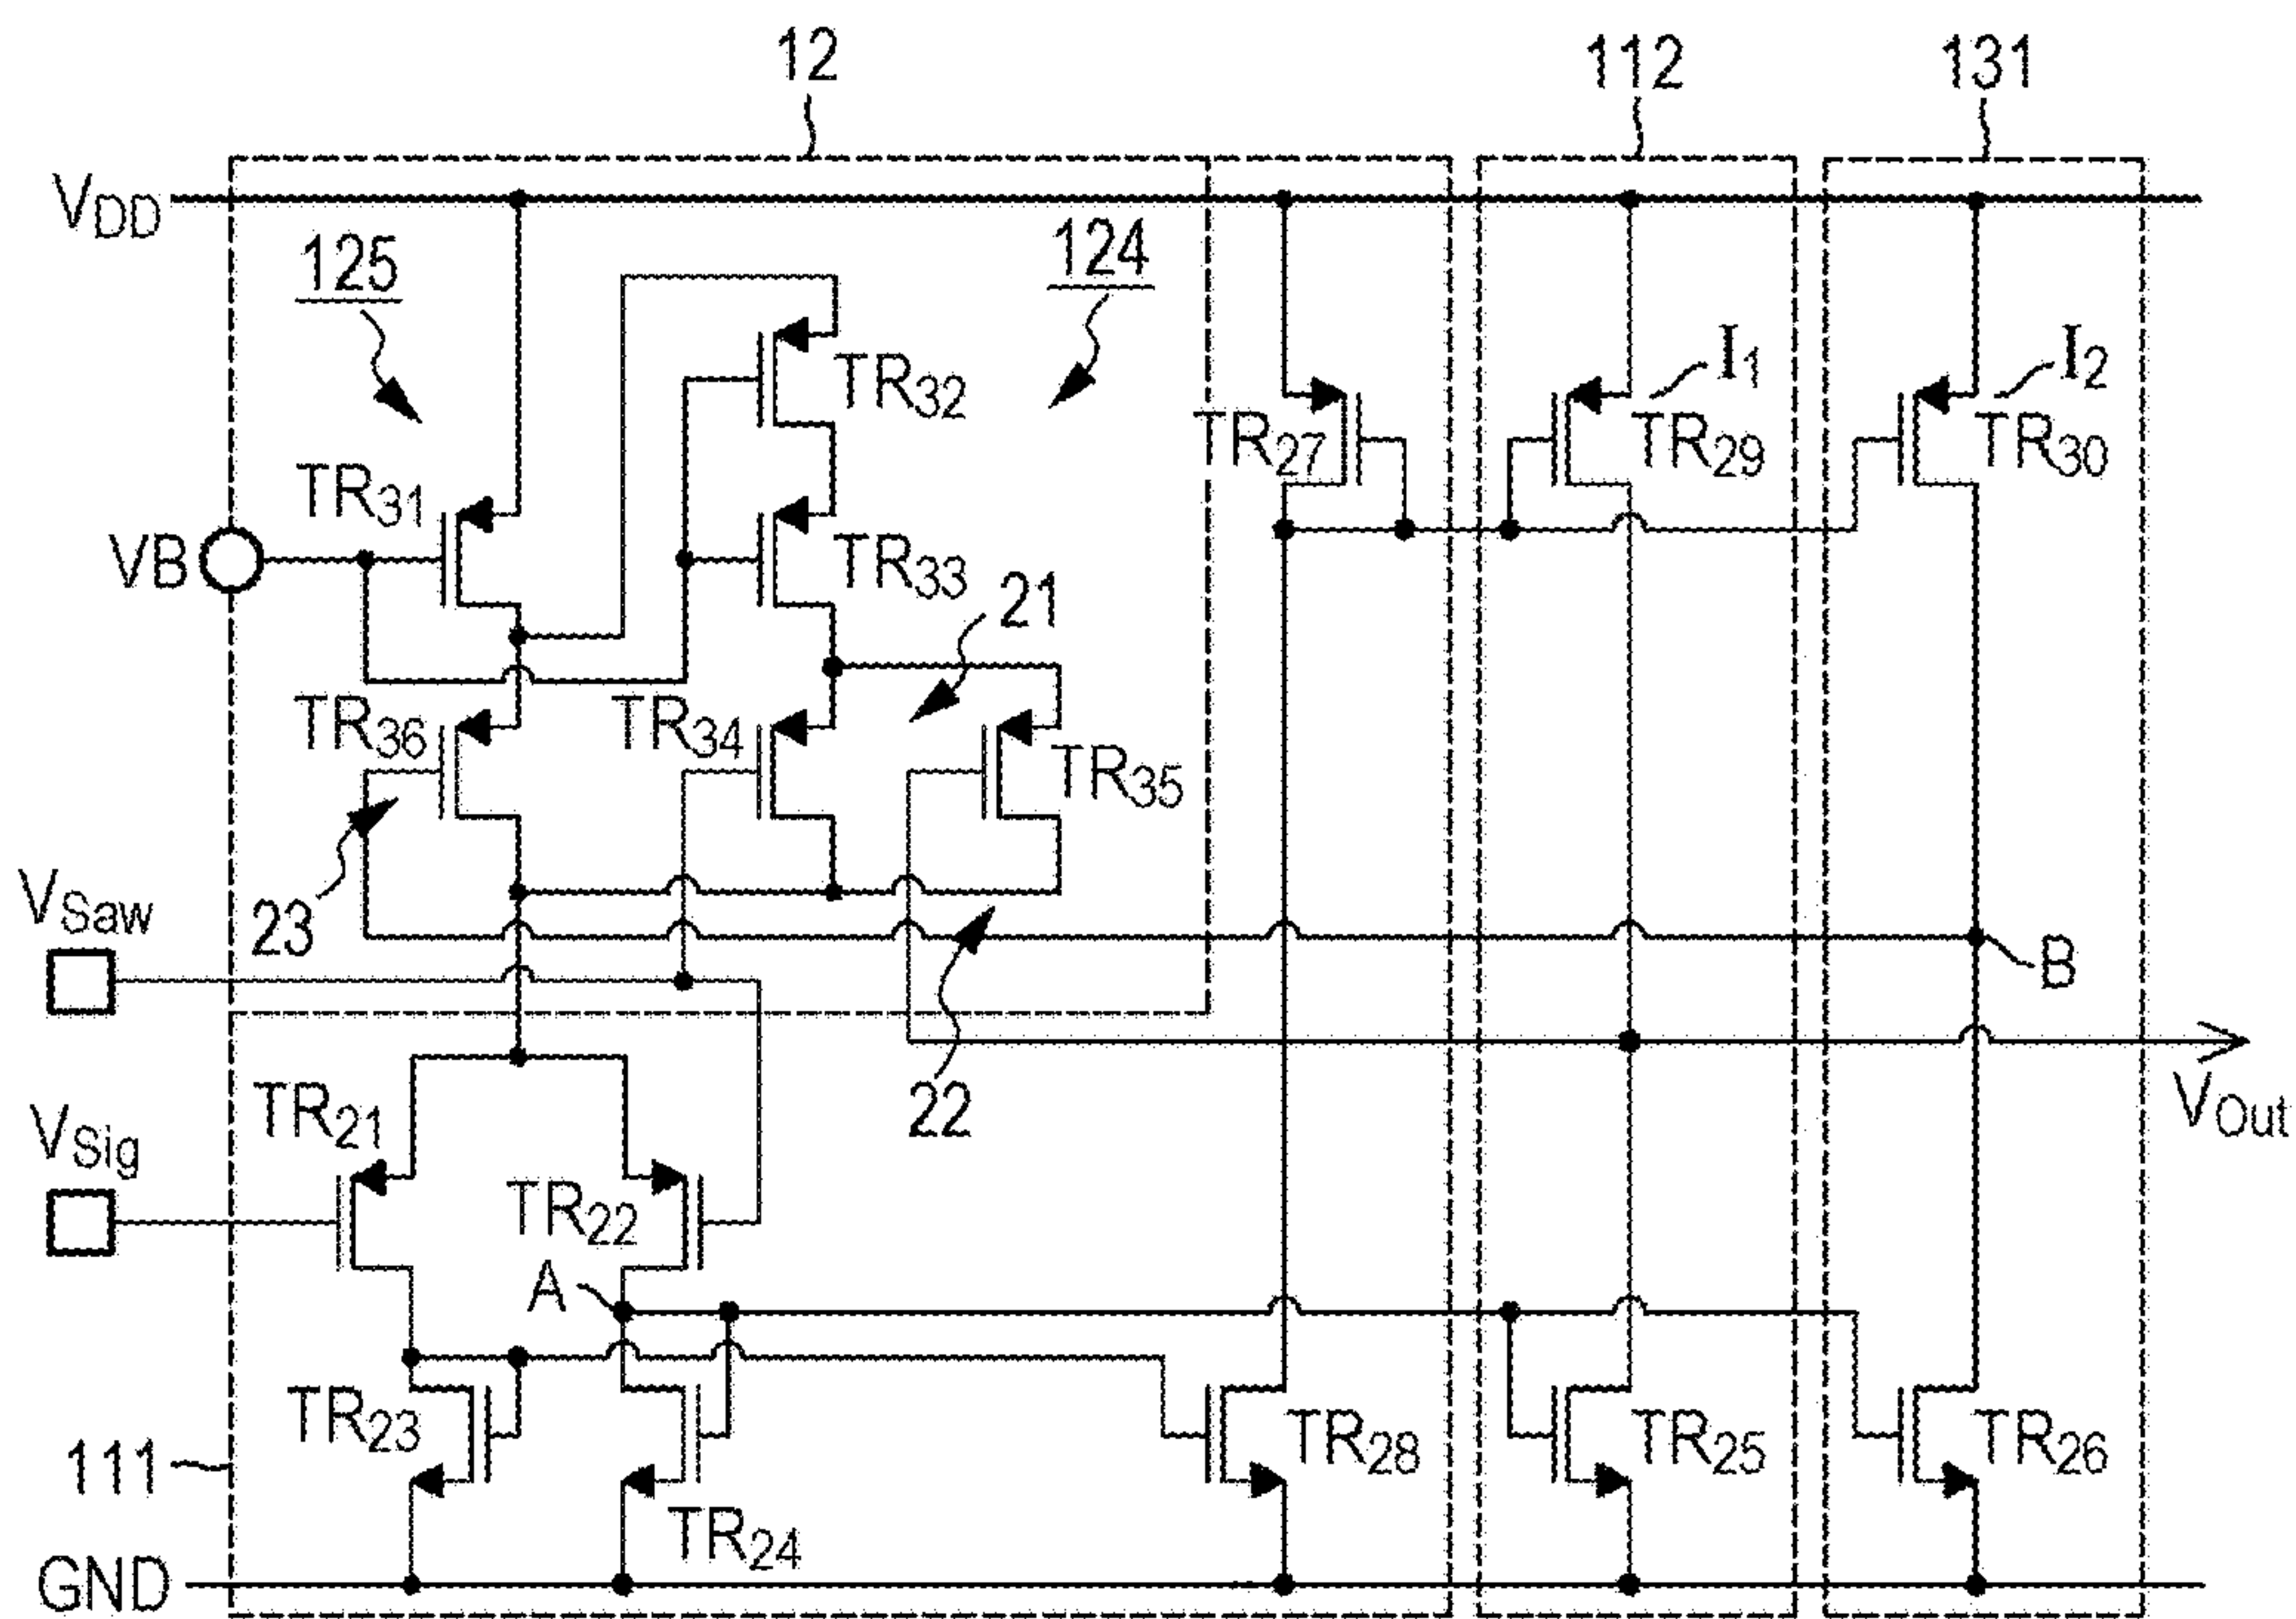 12
112
131
VDD
125
124
TR32
I1
I2
TR27
TR29
TR30
TR31
VB
TR33
21
TR36
TR34
TR35
VSaw
23
B
22
VOut
TR21
VSig
TR22
A
TR23
TR28
TR25
TR26
111
TR24
GND